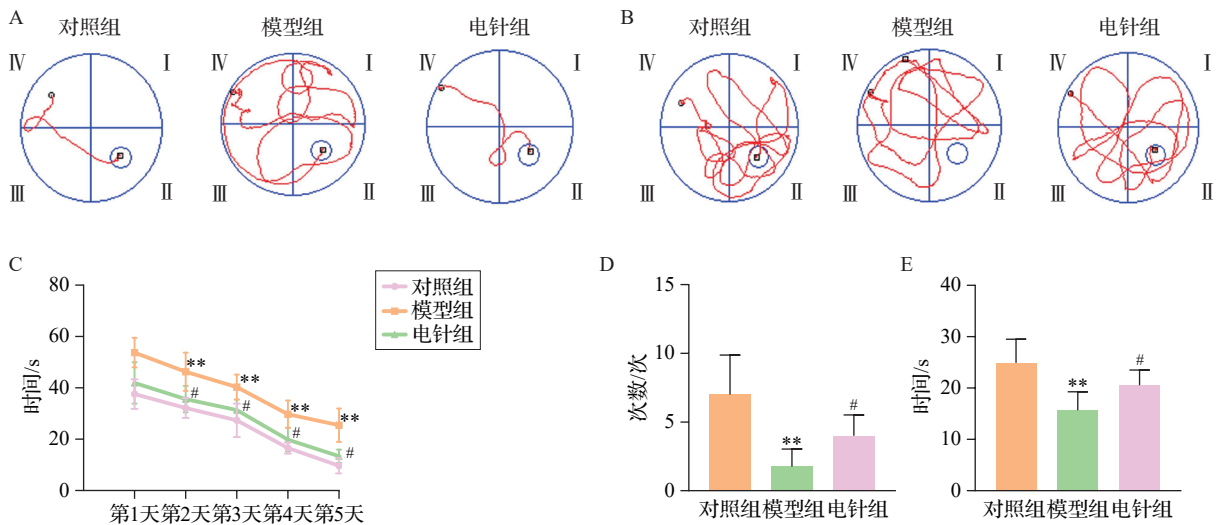 A
对照组
模型组
电针组
Ⅳ
Ⅰ
Ⅲ
Ⅱ
Ⅳ
Ⅰ
Ⅲ
Ⅱ
Ⅳ
Ⅰ
Ⅲ
Ⅱ
B
对照组
模型组
电针组
Ⅳ
Ⅰ
Ⅲ
Ⅱ
Ⅳ
Ⅰ
Ⅲ
Ⅱ
Ⅳ
Ⅰ
Ⅲ
Ⅱ
C
对照组
模型组
电针组
时间/s
80
60
40
20
0
**
**
**
**
#
#
#
#
第1天 第2天 第3天 第4天 第5天
D
次数/次
15
10
5
0
**
#
对照组 模型组 电针组
E
时间/s
40
30
20
10
0
**
#
对照组 模型组 电针组